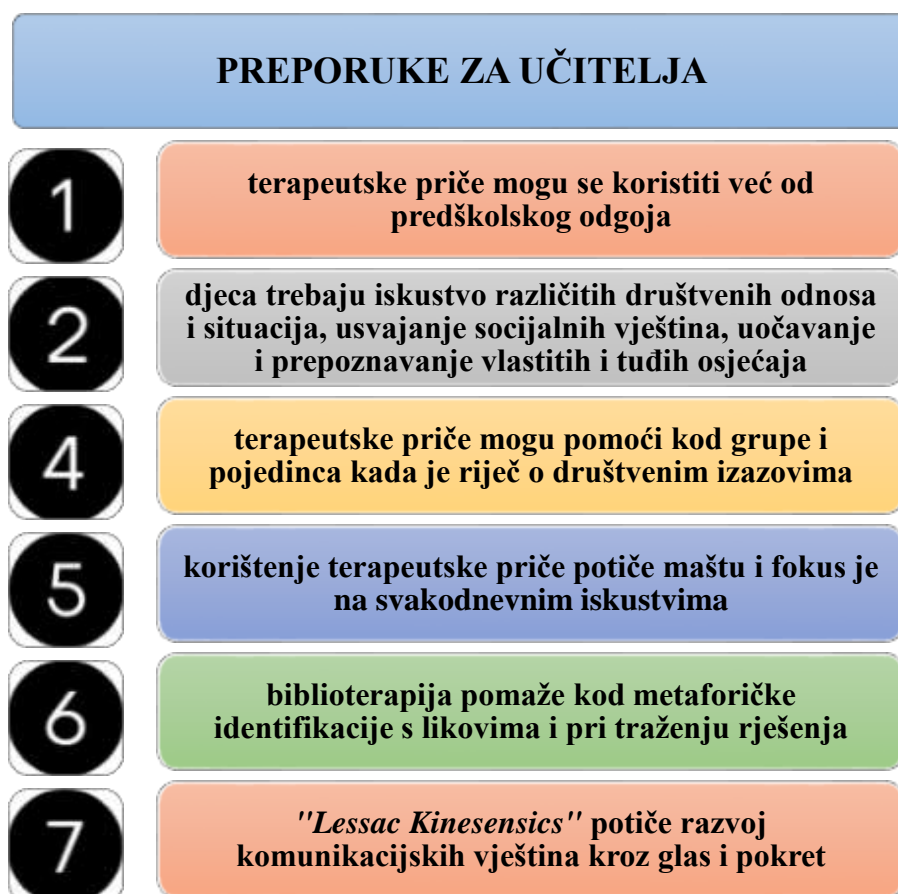 PREPORUKE ZA UČITELJA
1
terapeutske priče mogu se koristiti već od
predškolskog odgoja
2
djeca trebaju iskustvo različitih društvenih odnosa
i situacija, usvajanje socijalnih vještina, uočavanje
i prepoznavanje vlastitih i tuđih osjećaja
4
terapeutske priče mogu pomoći kod grupe i
pojedinca kada je riječ o društvenim izazovima
5
korištenje terapeutske priče potiče maštu i fokus je
na svakodnevnim iskustvima
6
biblioterapija pomaže kod metaforičke
identifikacije s likovima i pri traženju rješenja
7
"Lessac Kinesensics" potiče razvoj
komunikacijskih vještina kroz glas i pokret